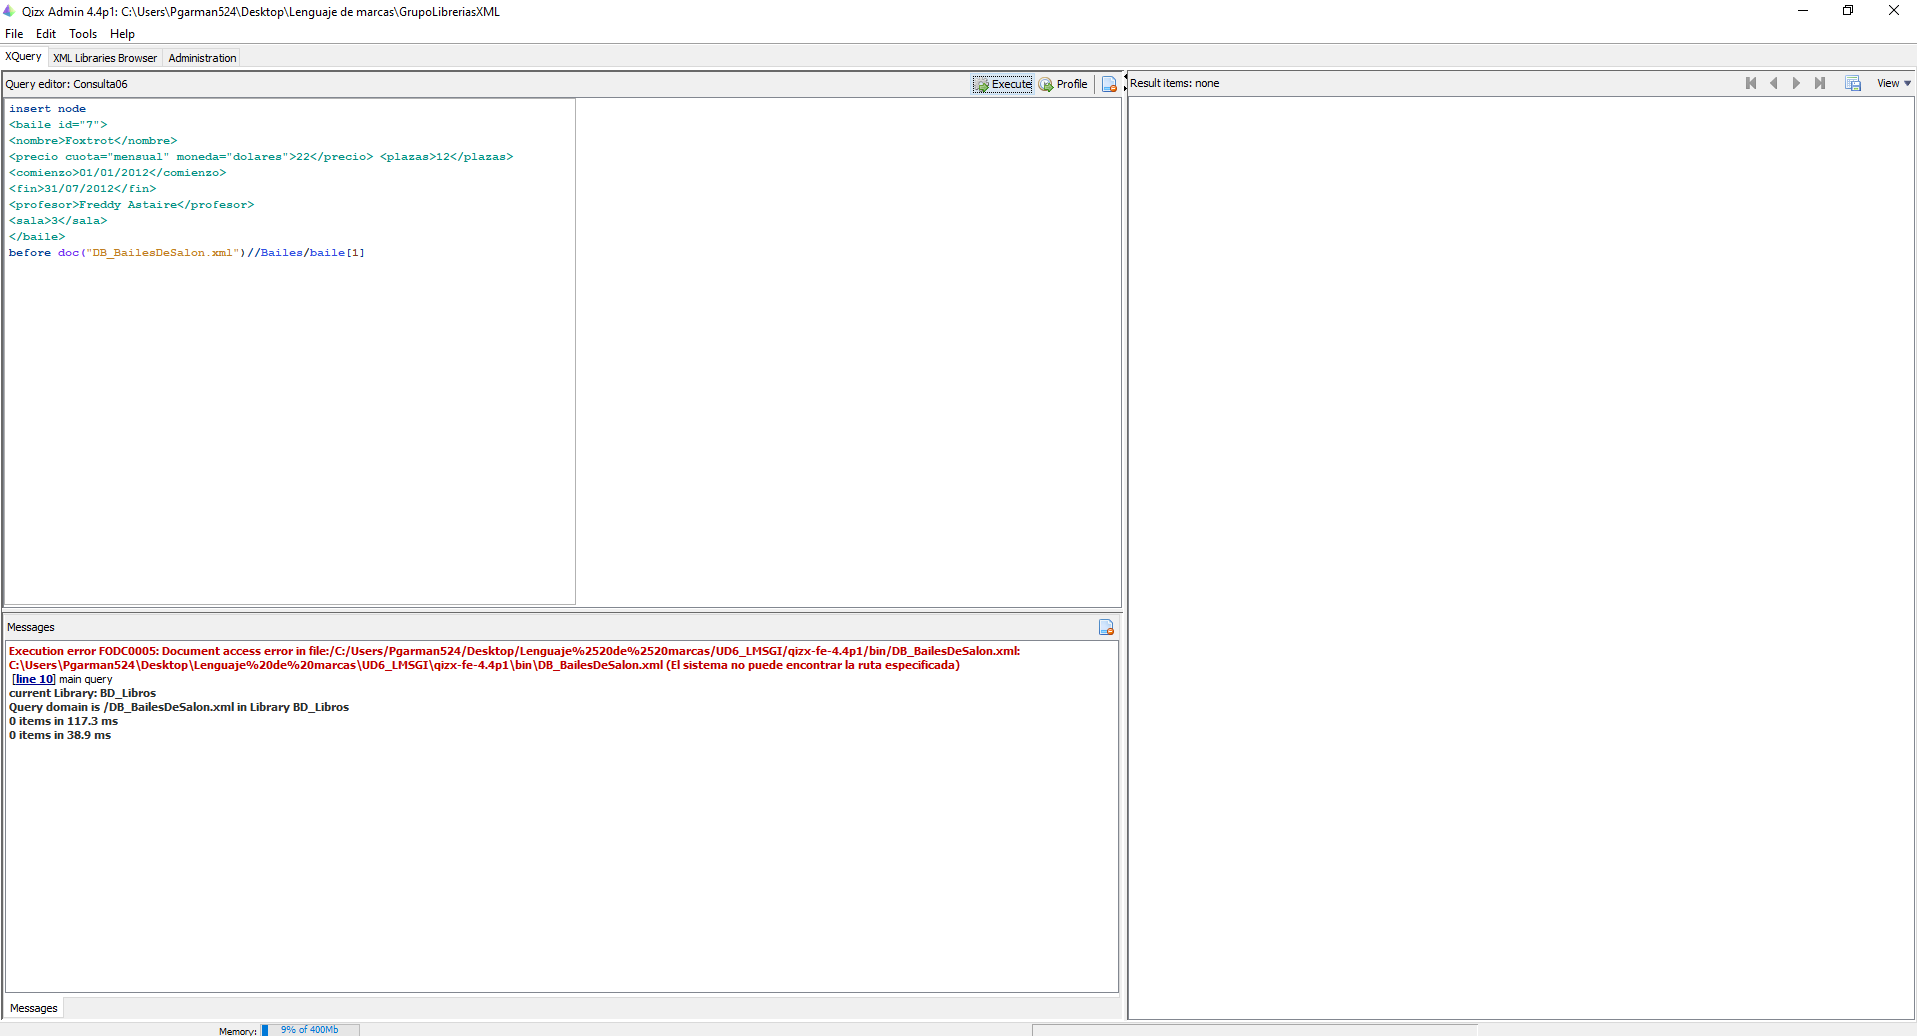 Qizx Admin 4.4p1: C:\Users\Pgarman524\Desktop\Lenguaje de marcas\GrupoLibreriasXML
File Edit Tools Help
XQuery XML Libraries Browser Administration
Query editor: Consulta06 Execute Profile
insert node
<baile id="7">
<nombre>Foxtrot</nombre>
<precio cuota="mensual" moneda="dolares">22</precio> <plazas>12</plazas>
<comienzo>01/01/2012</comienzo>
<fin>31/07/2012</fin>
<profesor>Freddy Astaire</profesor>
<sala>3</sala>
</baile>
before doc("DB_BailesDeSalon.xml")//Bailes/baile[1]
Result items: none View
Messages
Execution error FODC0005: Document access error in file:/C:/Users/Pgarman524/Desktop/Lenguaje%2520de%2520marcas/UD6_LMSGI/qizx-fe-4.4p1/bin/DB_BailesDeSalon.xml:
C:\Users\Pgarman524\Desktop\Lenguaje%20de%20marcas\UD6_LMSGI\qizx-fe-4.4p1\bin\DB_BailesDeSalon.xml (El sistema no puede encontrar la ruta especificada)
[line 10] main query
current Library: BD_Libros
Query domain is /DB_BailesDeSalon.xml in Library BD_Libros
0 items in 117.3 ms
0 items in 38.9 ms
Messages
Memory: 9% of 400Mb